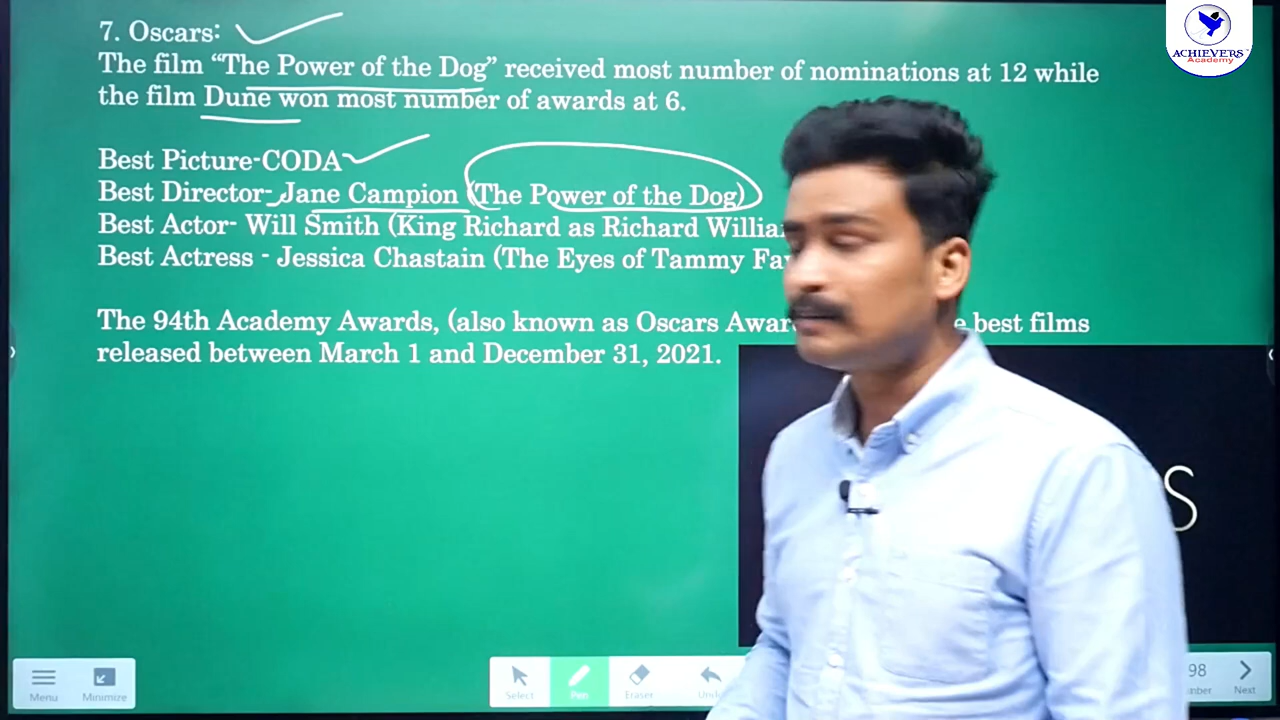 7. Oscars:
The film “The Power of the Dog” received most number of nominations at 12 while
the film Dune won most number of awards at 6.
Best Picture-CODA
Best Director- Jane Campion (The Power of the Dog)
Best Actor- Will Smith (King Richard as Richard
Best Actress - Jessica Chastain (The Eyes of Tammy
The 94th Academy Awards, (also known as Oscars best films
released between March 1 and December 31, 2021.
ACHIEVERS
Academy
S
Menu
Minimize
Select
Pen
Eraser
98
Next